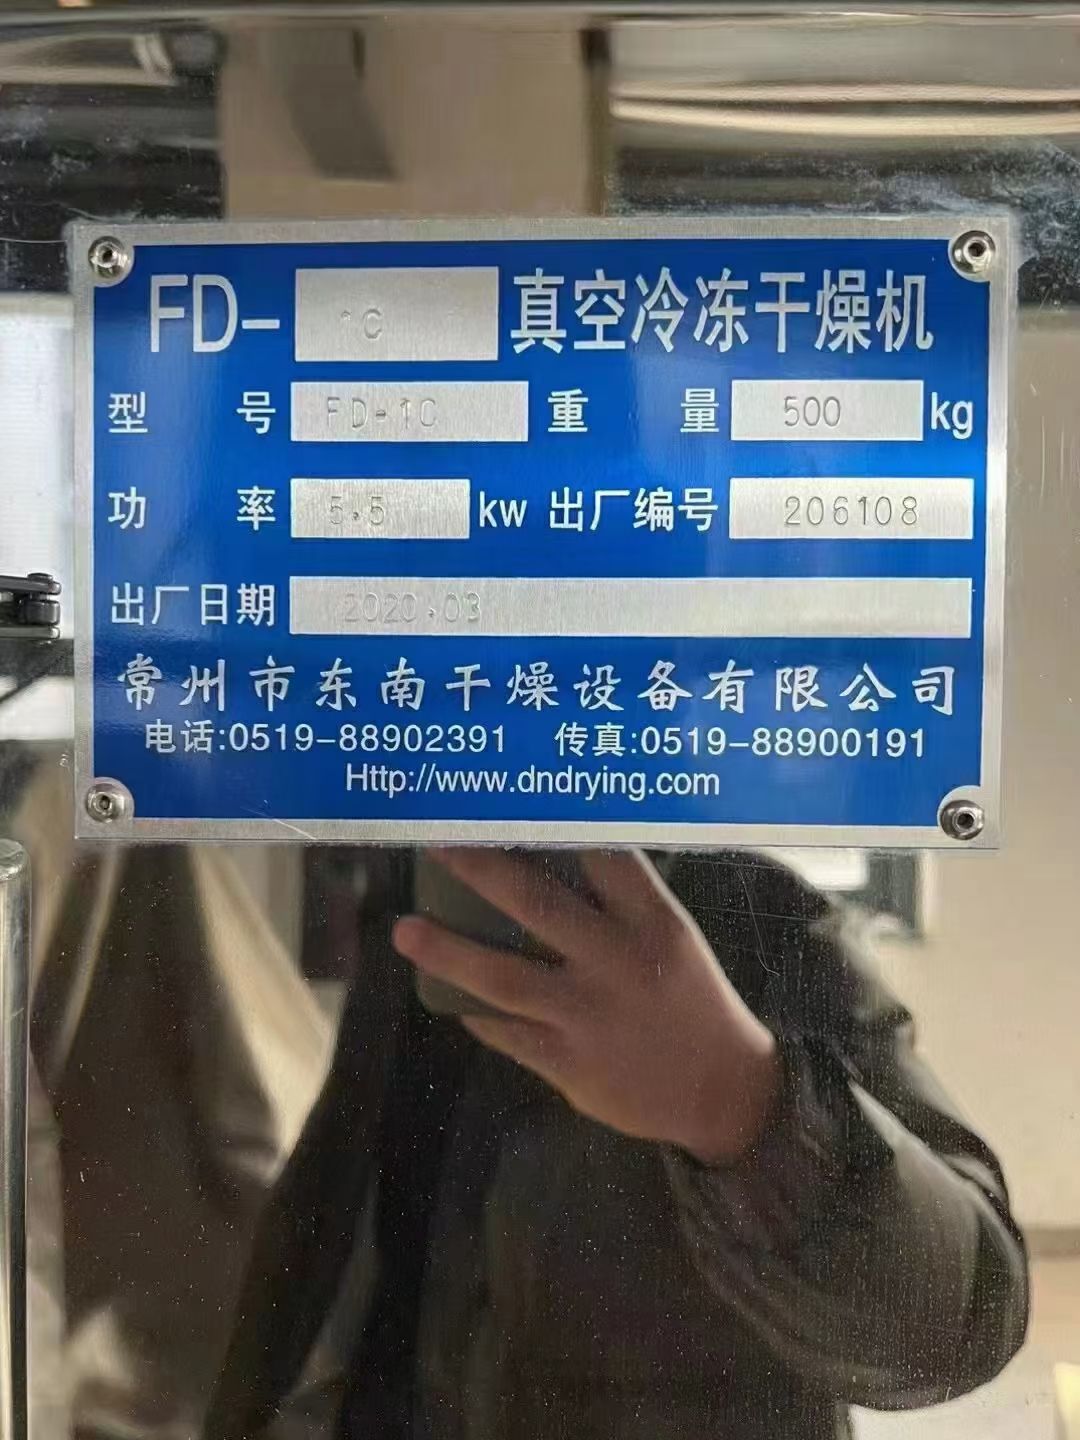 FD-1C 真空冷冻干燥机
型号 FD-1C 重量 500 kg
功率 5.5 kw 出厂编号 206108
出厂日期 2020.03
常州市东南干燥设备有限公司
电话:0519-88902391 传真:0519-88900191
Http://www.dndrying.com